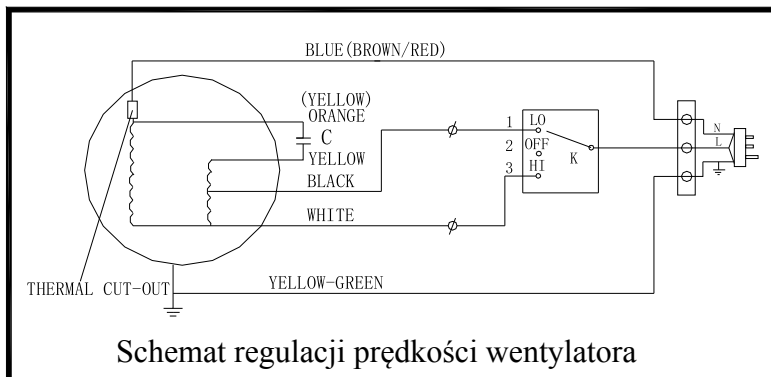 BLUE(BROWN/RED)
(YELLOW)
ORANGE
C
YELLOW
BLACK
WHITE
1 LO
2 OFF
3 HI
K
N
L
THERMAL CUT-OUT
YELLOW-GREEN
Schemat regulacji prędkości wentylatora